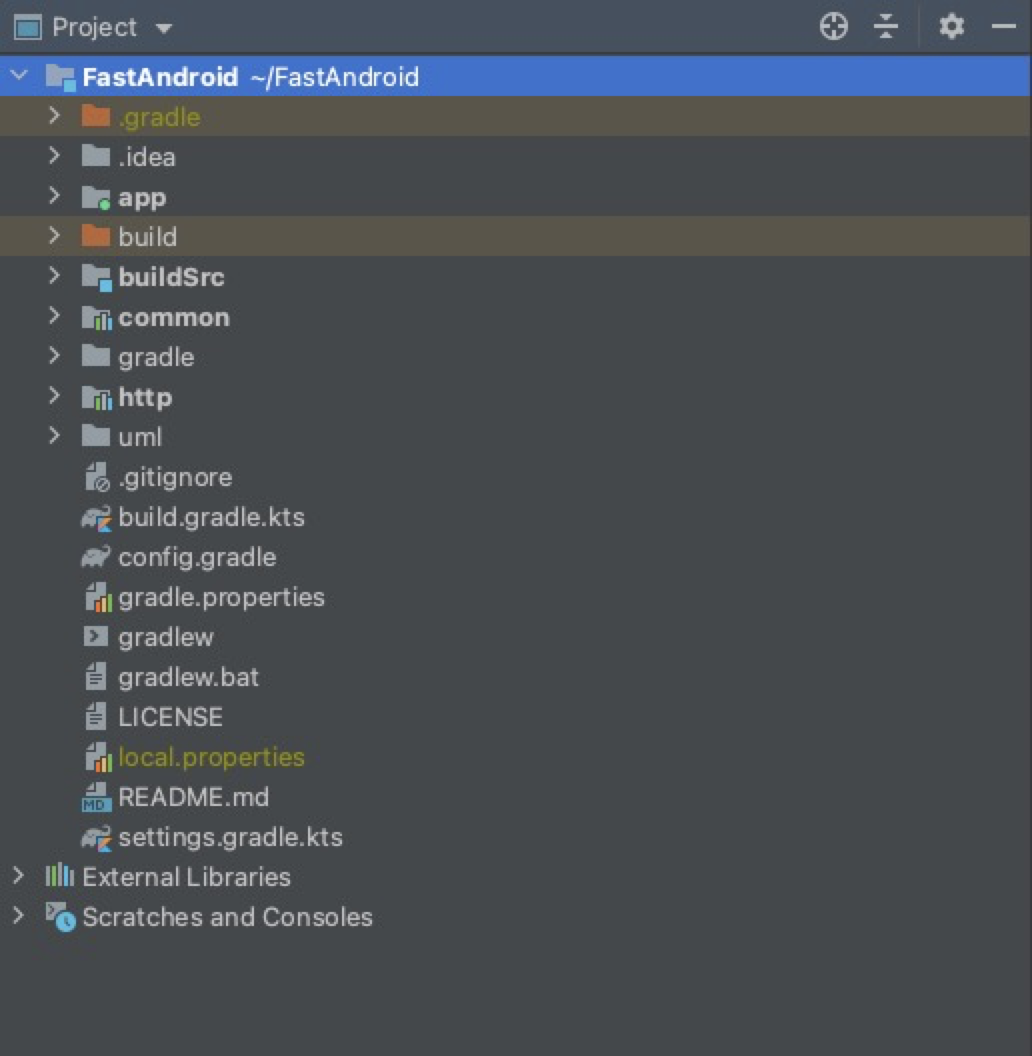 Project
FastAndroid ~/FastAndroid
.gradle
.idea
app
build
buildSrc
common
gradle
http
uml
.gitignore
build.gradle.kts
config.gradle
gradle.properties
gradlew
gradlew.bat
LICENSE
local.properties
MD README.md
settings.gradle.kts
External Libraries
Scratches and Consoles